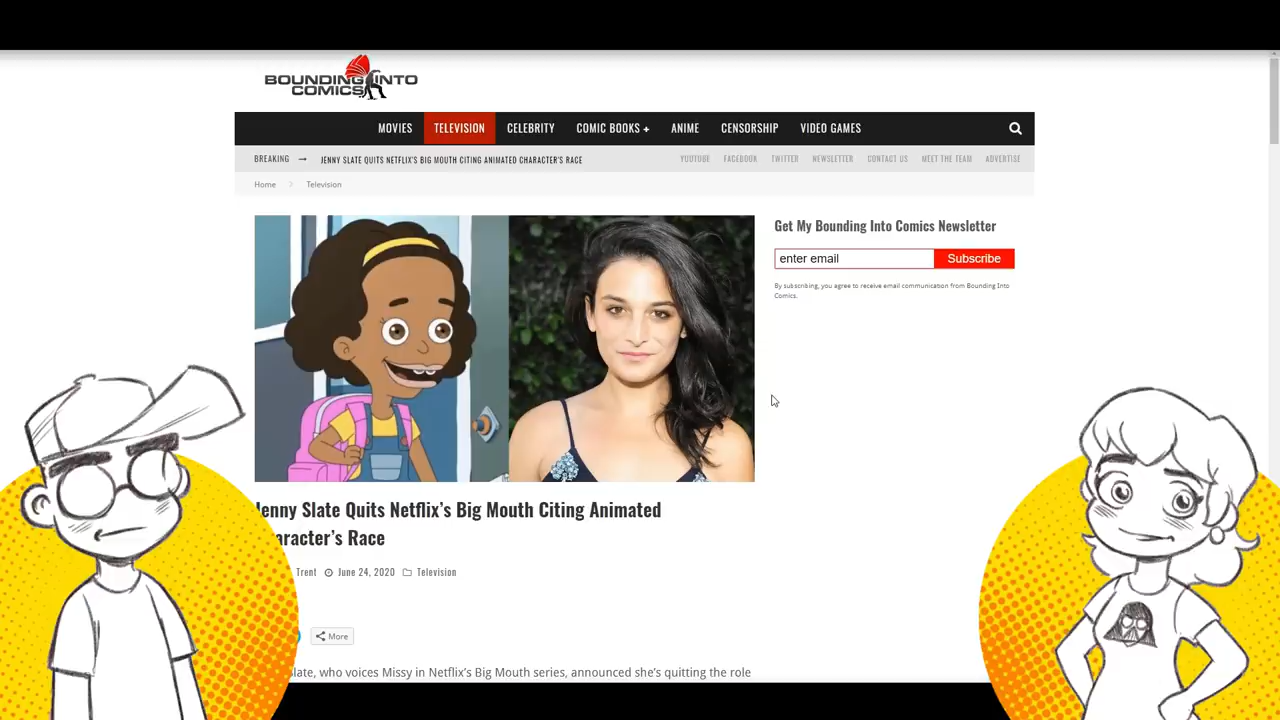 BOUNDING INTO
COMICS
MOVIES TELEVISION CELEBRITY COMIC BOOKS + ANIME CENSORSHIP VIDEO GAMES
BREAKING → JENNY SLATE QUITS NETFLIX'S BIG MOUTH CITING ANIMATED CHARACTER'S RACE YOUTUBE FACEBOOK TWITTER NEWSLETTER CONTACT US MEET THE TEAM ADVERTISE
Home Television
Get My Bounding Into Comics Newsletter
enter email Subscribe
By subscribing, you agree to receive email communication from Bounding Into
Comics.
Jenny Slate Quits Netflix's Big Mouth Citing Animated
aracter's Race
Trent June 24, 2020 Television
More
late, who voices Missy in Netflix's Big Mouth series, announced she's quitting the role